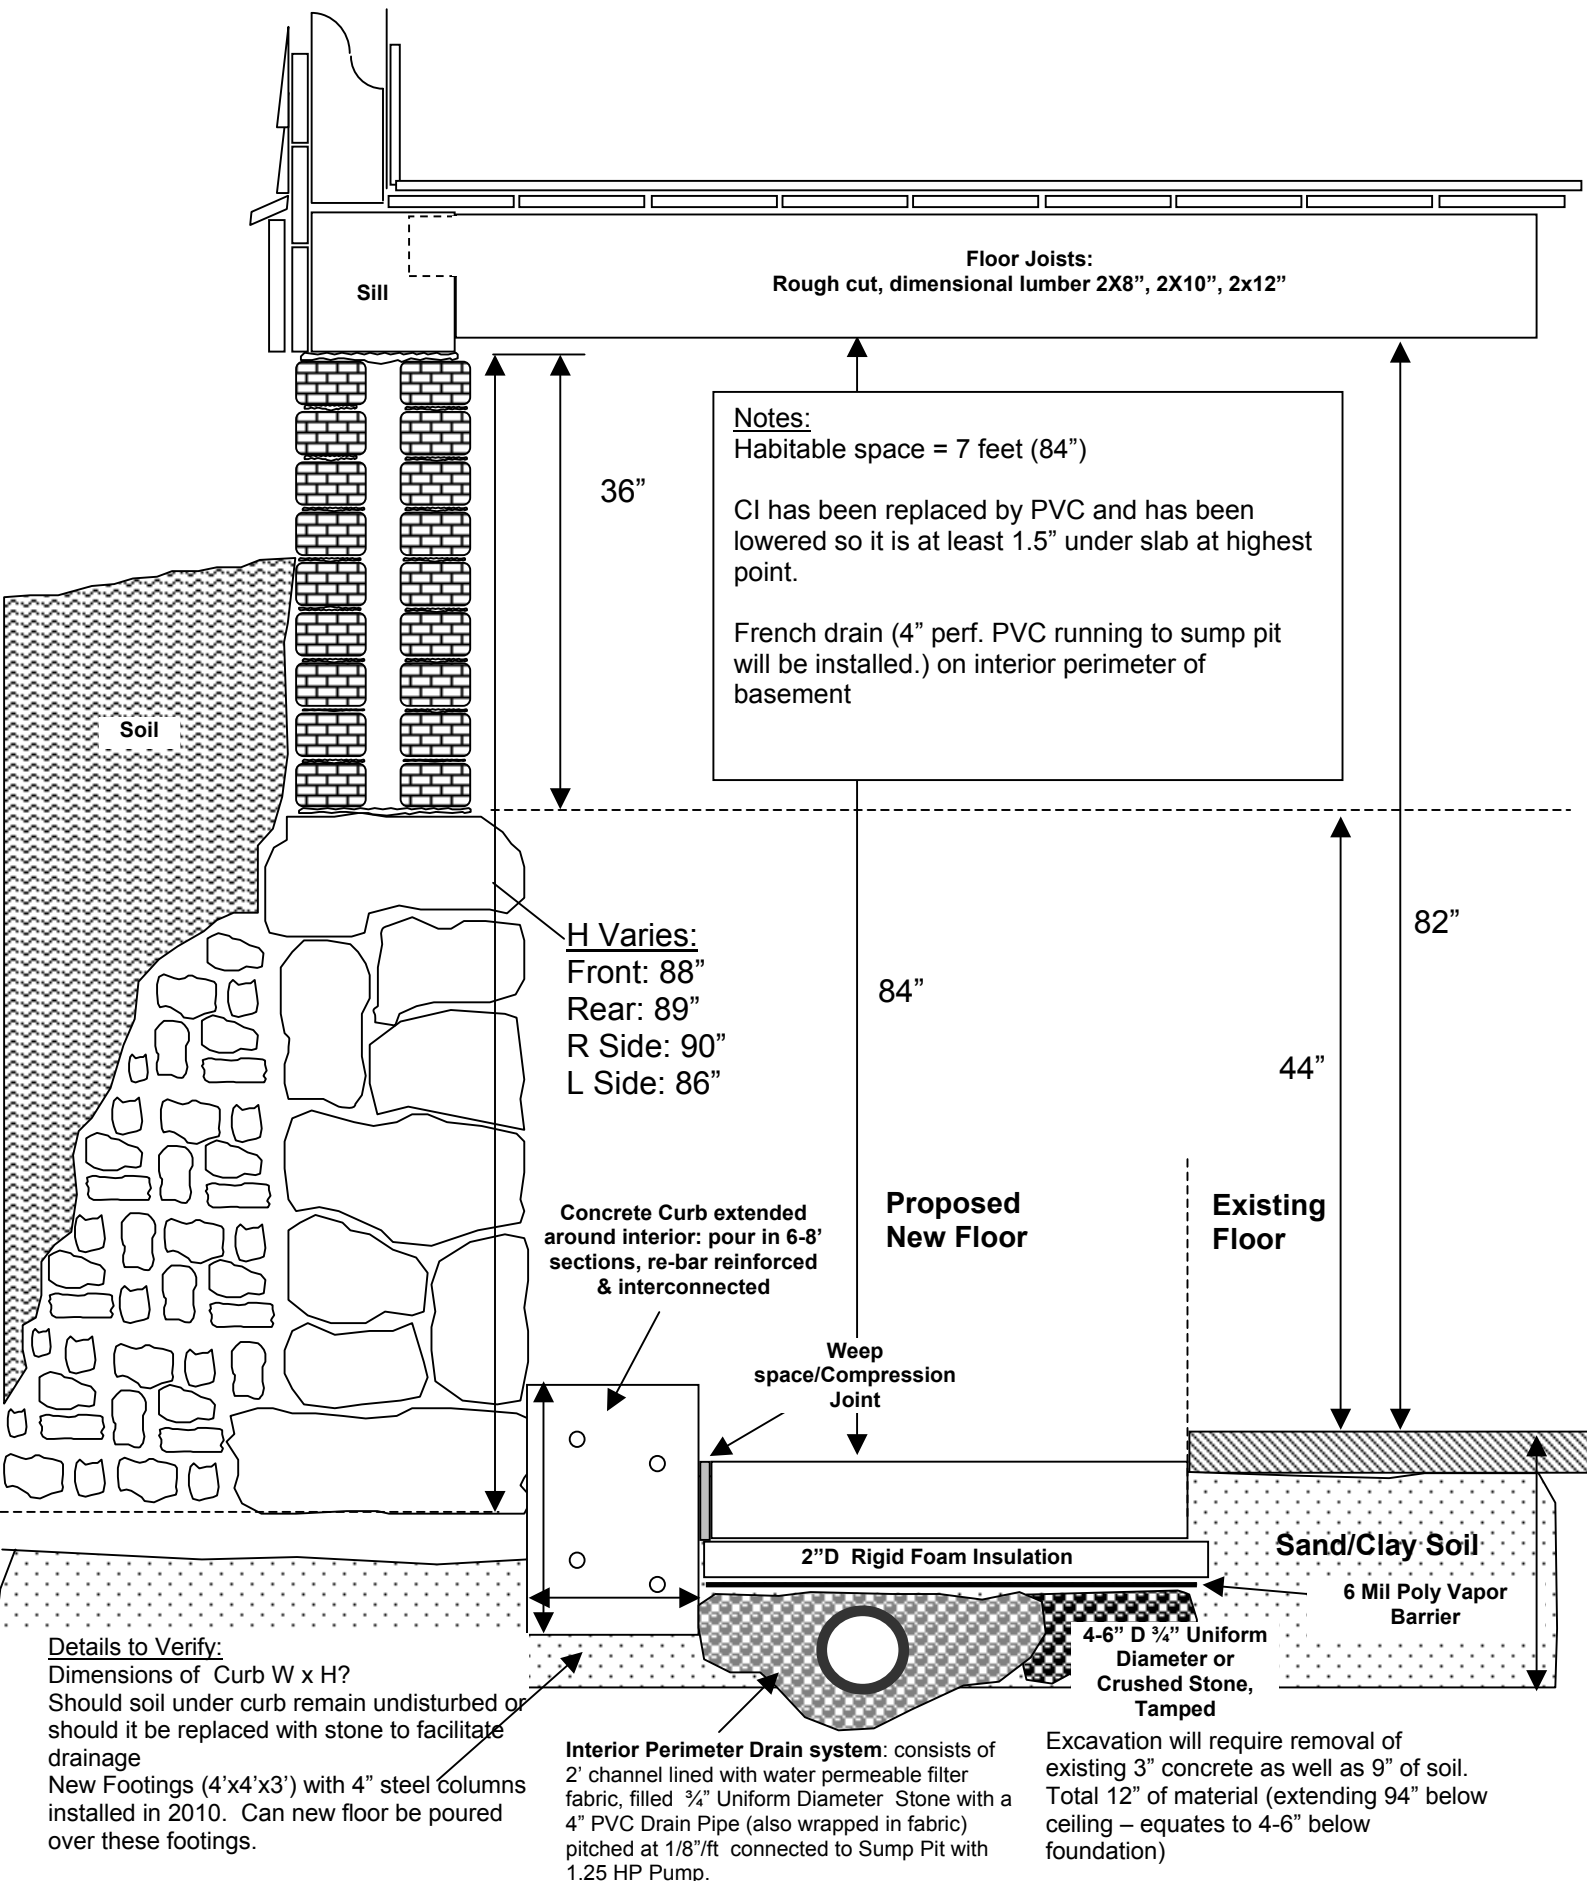 Floor Joists:
Rough cut, dimensional lumber 2X8”, 2X10”, 2x12”
Sill
Notes:
Habitable space = 7 feet (84”)
CI has been replaced by PVC and has been
lowered so it is at least 1.5” under slab at highest
point.
French drain (4” perf. PVC running to sump pit
will be installed.) on interior perimeter of
basement
36”
Soil
82”
H Varies:
Front: 88”
Rear: 89”
R Side: 90”
L Side: 86”
84”
44”
Concrete Curb extended
around interior: pour in 6-8’
sections, re-bar reinforced
& interconnected
Proposed
New Floor
Existing
Floor
Weep
space/Compression
Joint
2”D Rigid Foam Insulation
Sand/Clay Soil
6 Mil Poly Vapor
Barrier
4-6” D ¾” Uniform
Diameter or
Crushed Stone,
Tamped
Details to Verify:
Dimensions of Curb W x H?
Should soil under curb remain undisturbed or
should it be replaced with stone to facilitate
drainage
New Footings (4’x4’x3’) with 4” steel columns
installed in 2010. Can new floor be poured
over these footings.
Interior Perimeter Drain system: consists of
2’ channel lined with water permeable filter
fabric, filled ¾” Uniform Diameter Stone with a
4” PVC Drain Pipe (also wrapped in fabric)
pitched at 1/8”/ft connected to Sump Pit with
1.25 HP Pump.
Excavation will require removal of
existing 3” concrete as well as 9” of soil.
Total 12” of material (extending 94” below
ceiling – equates to 4-6” below
foundation)